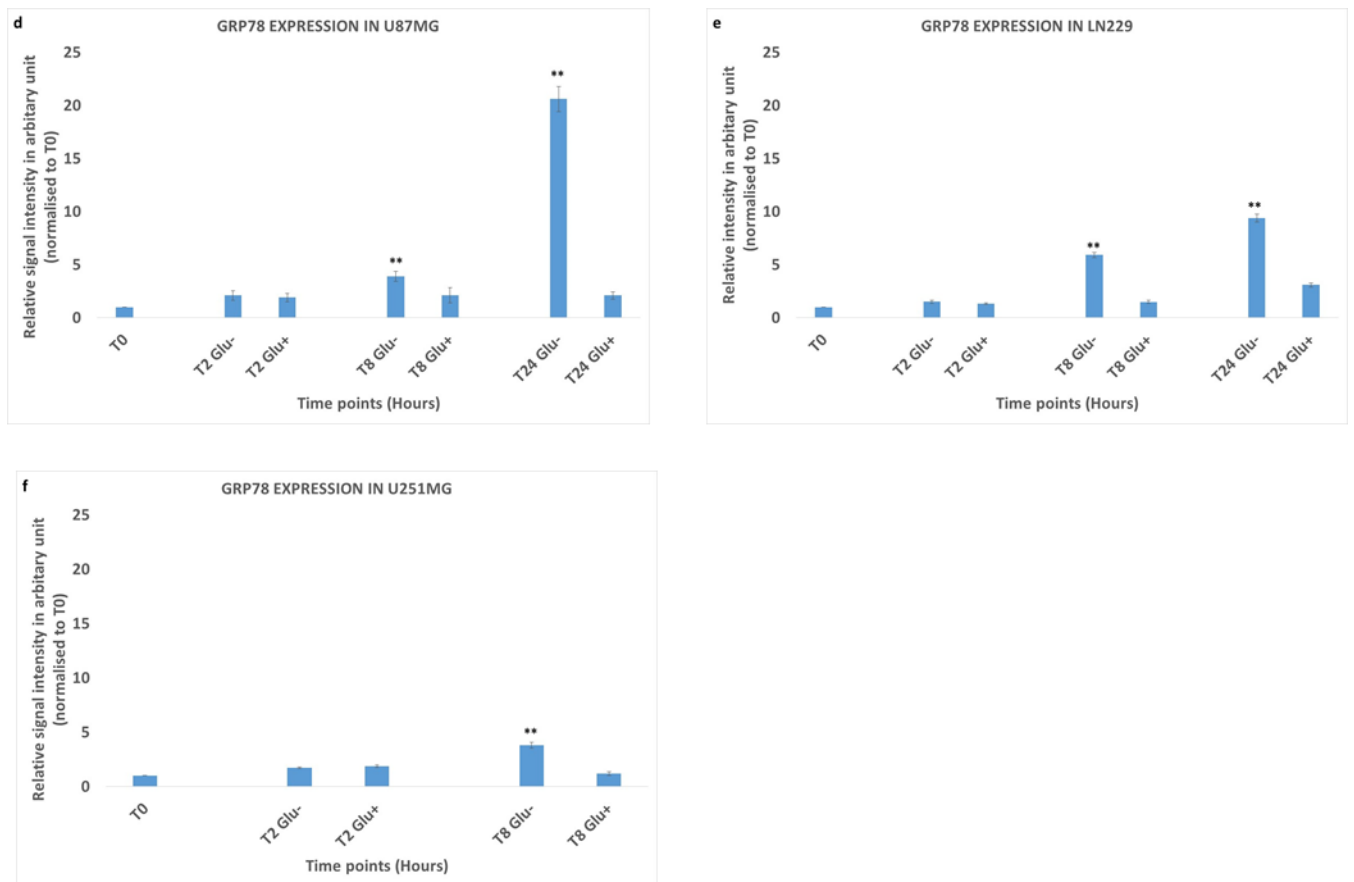 d
GRP78 EXPRESSION IN U87MG
Relative signal intensity in arbitary unit
(normalised to T0)
25
20
15
10
5
0
**
**
T0
T2 Glu-
T2 Glu+
T8 Glu-
T8 Glu+
T24 Glu-
T24 Glu+
Time points (Hours)
e
GRP78 EXPRESSION IN LN229
Relative intensity in arbitary unit
(normalised to T0)
25
20
15
10
5
0
**
**
T0
T2 Glu-
T2 Glu+
T8 Glu-
T8 Glu+
T24 Glu-
T24 Glu+
Time points (Hours)
f
GRP78 EXPRESSION IN U251MG
Relative signal intensity in arbitary unit
(normalised to T0)
25
20
15
10
5
0
**
T0
T2 Glu-
T2 Glu+
T8 Glu-
T8 Glu+
Time points (Hours)